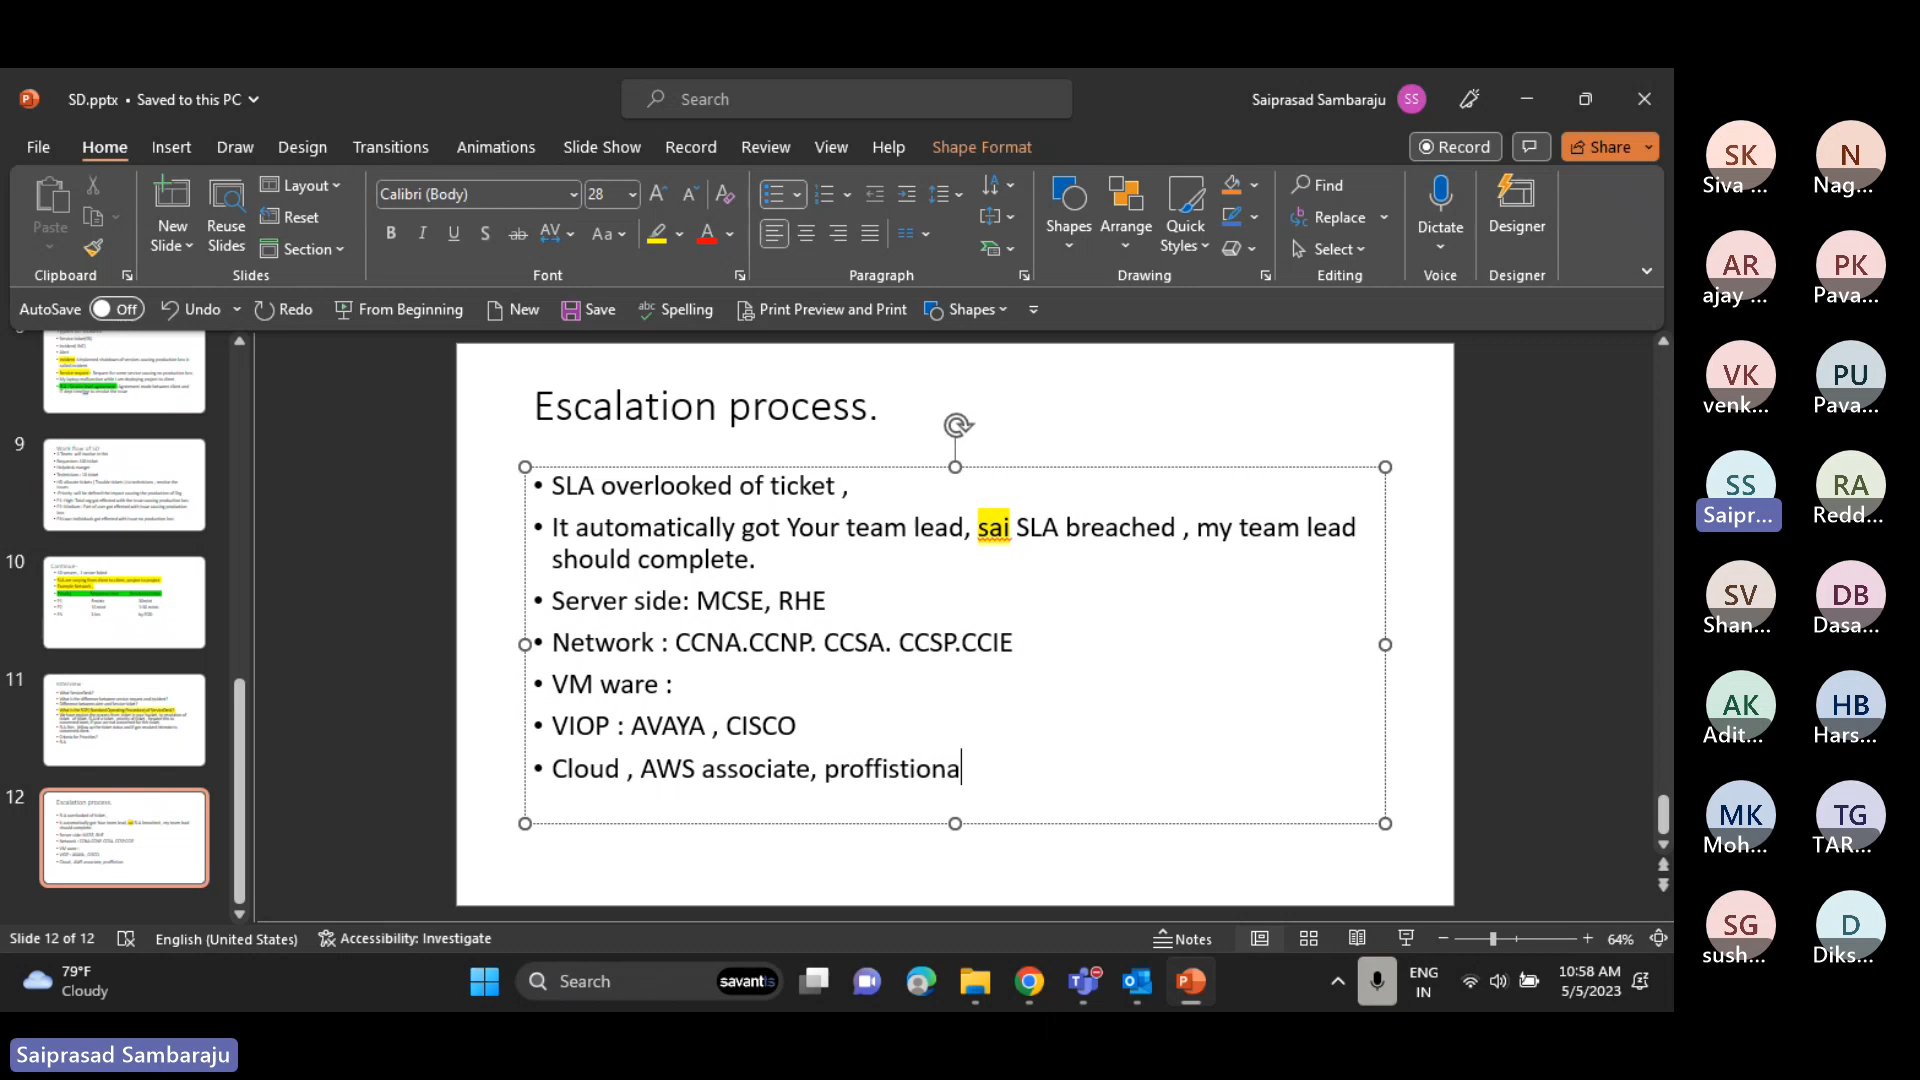 SD.pptx • Saved to this PC
Search
Saiprasad Sambaraju SS
File Home Insert Draw Design Transitions Animations Slide Show Record Review View Help Shape Format
Record Share
Paste
New Slide
Reuse Slides
Layout
Reset
Section
Calibri (Body) 28
Shapes Arrange Quick Styles
Find
Replace
Select
Dictate
Designer
Clipboard Slides Font Paragraph Drawing Editing Voice Designer
AutoSave Off Undo Redo From Beginning New Save Spelling Print Preview and Print Shapes
9
10
11
12
Escalation process.
• SLA overlooked of ticket ,
• It automatically got Your team lead, sai SLA breached , my team lead
should complete.
• Server side: MCSE, RHE
• Network : CCNA.CCNP. CCSA. CCSP.CCIE
• VM ware :
• VIOP : AVAYA , CISCO
• Cloud , AWS associate, proffistiona
Slide 12 of 12 English (United States) Accessibility: Investigate Notes 64%
79°F
Cloudy
Search savantis
ENG
IN
10:58 AM
5/5/2023
SK N
Siva ... Nag...
AR PK
ajay ... Pava...
VK PU
venk... Pava...
SS RA
Saipr... Redd...
SV DB
Shan... Dasa...
AK HB
Adit... Hars...
MK TG
Moh... TAR...
SG D
sush... Diks...
Saiprasad Sambaraju